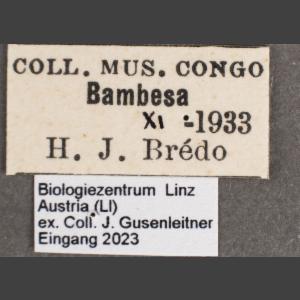 COLL. MUS. CONGO
Bambesa
XI -1933
H. J. Brédo
Biologiezentrum Linz
Austria (LI)
ex. Coll. J. Gusenleitner
Eingang 2023